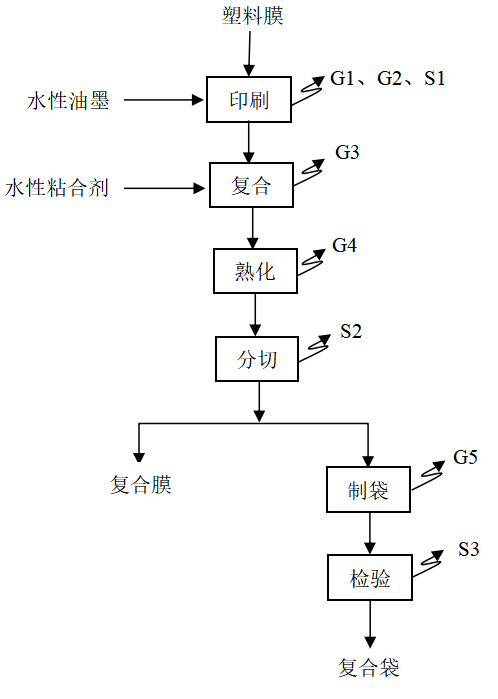 塑料膜
G1、G2、S1
水性油墨
印刷
G3
水性粘合剂
复合
G4
熟化
S2
分切
G5
复合膜
制袋
S3
检验
复合袋